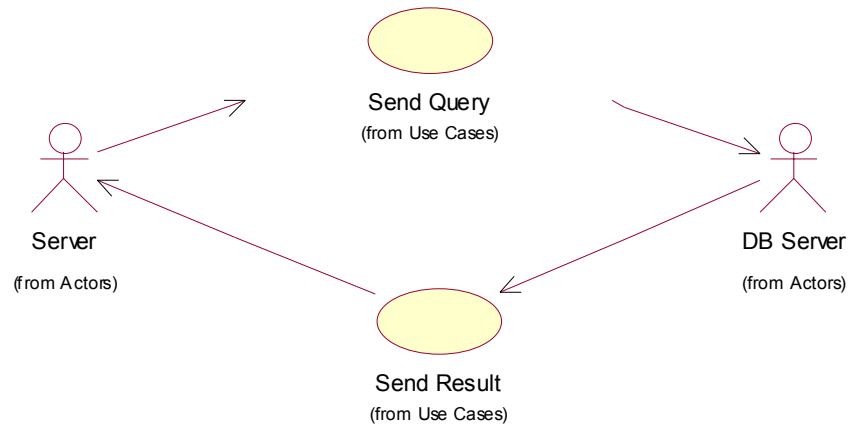 Send Query
(from Use Cases)
Server
(from Actors)
DB Server
(from Actors)
Send Result
(from Use Cases)